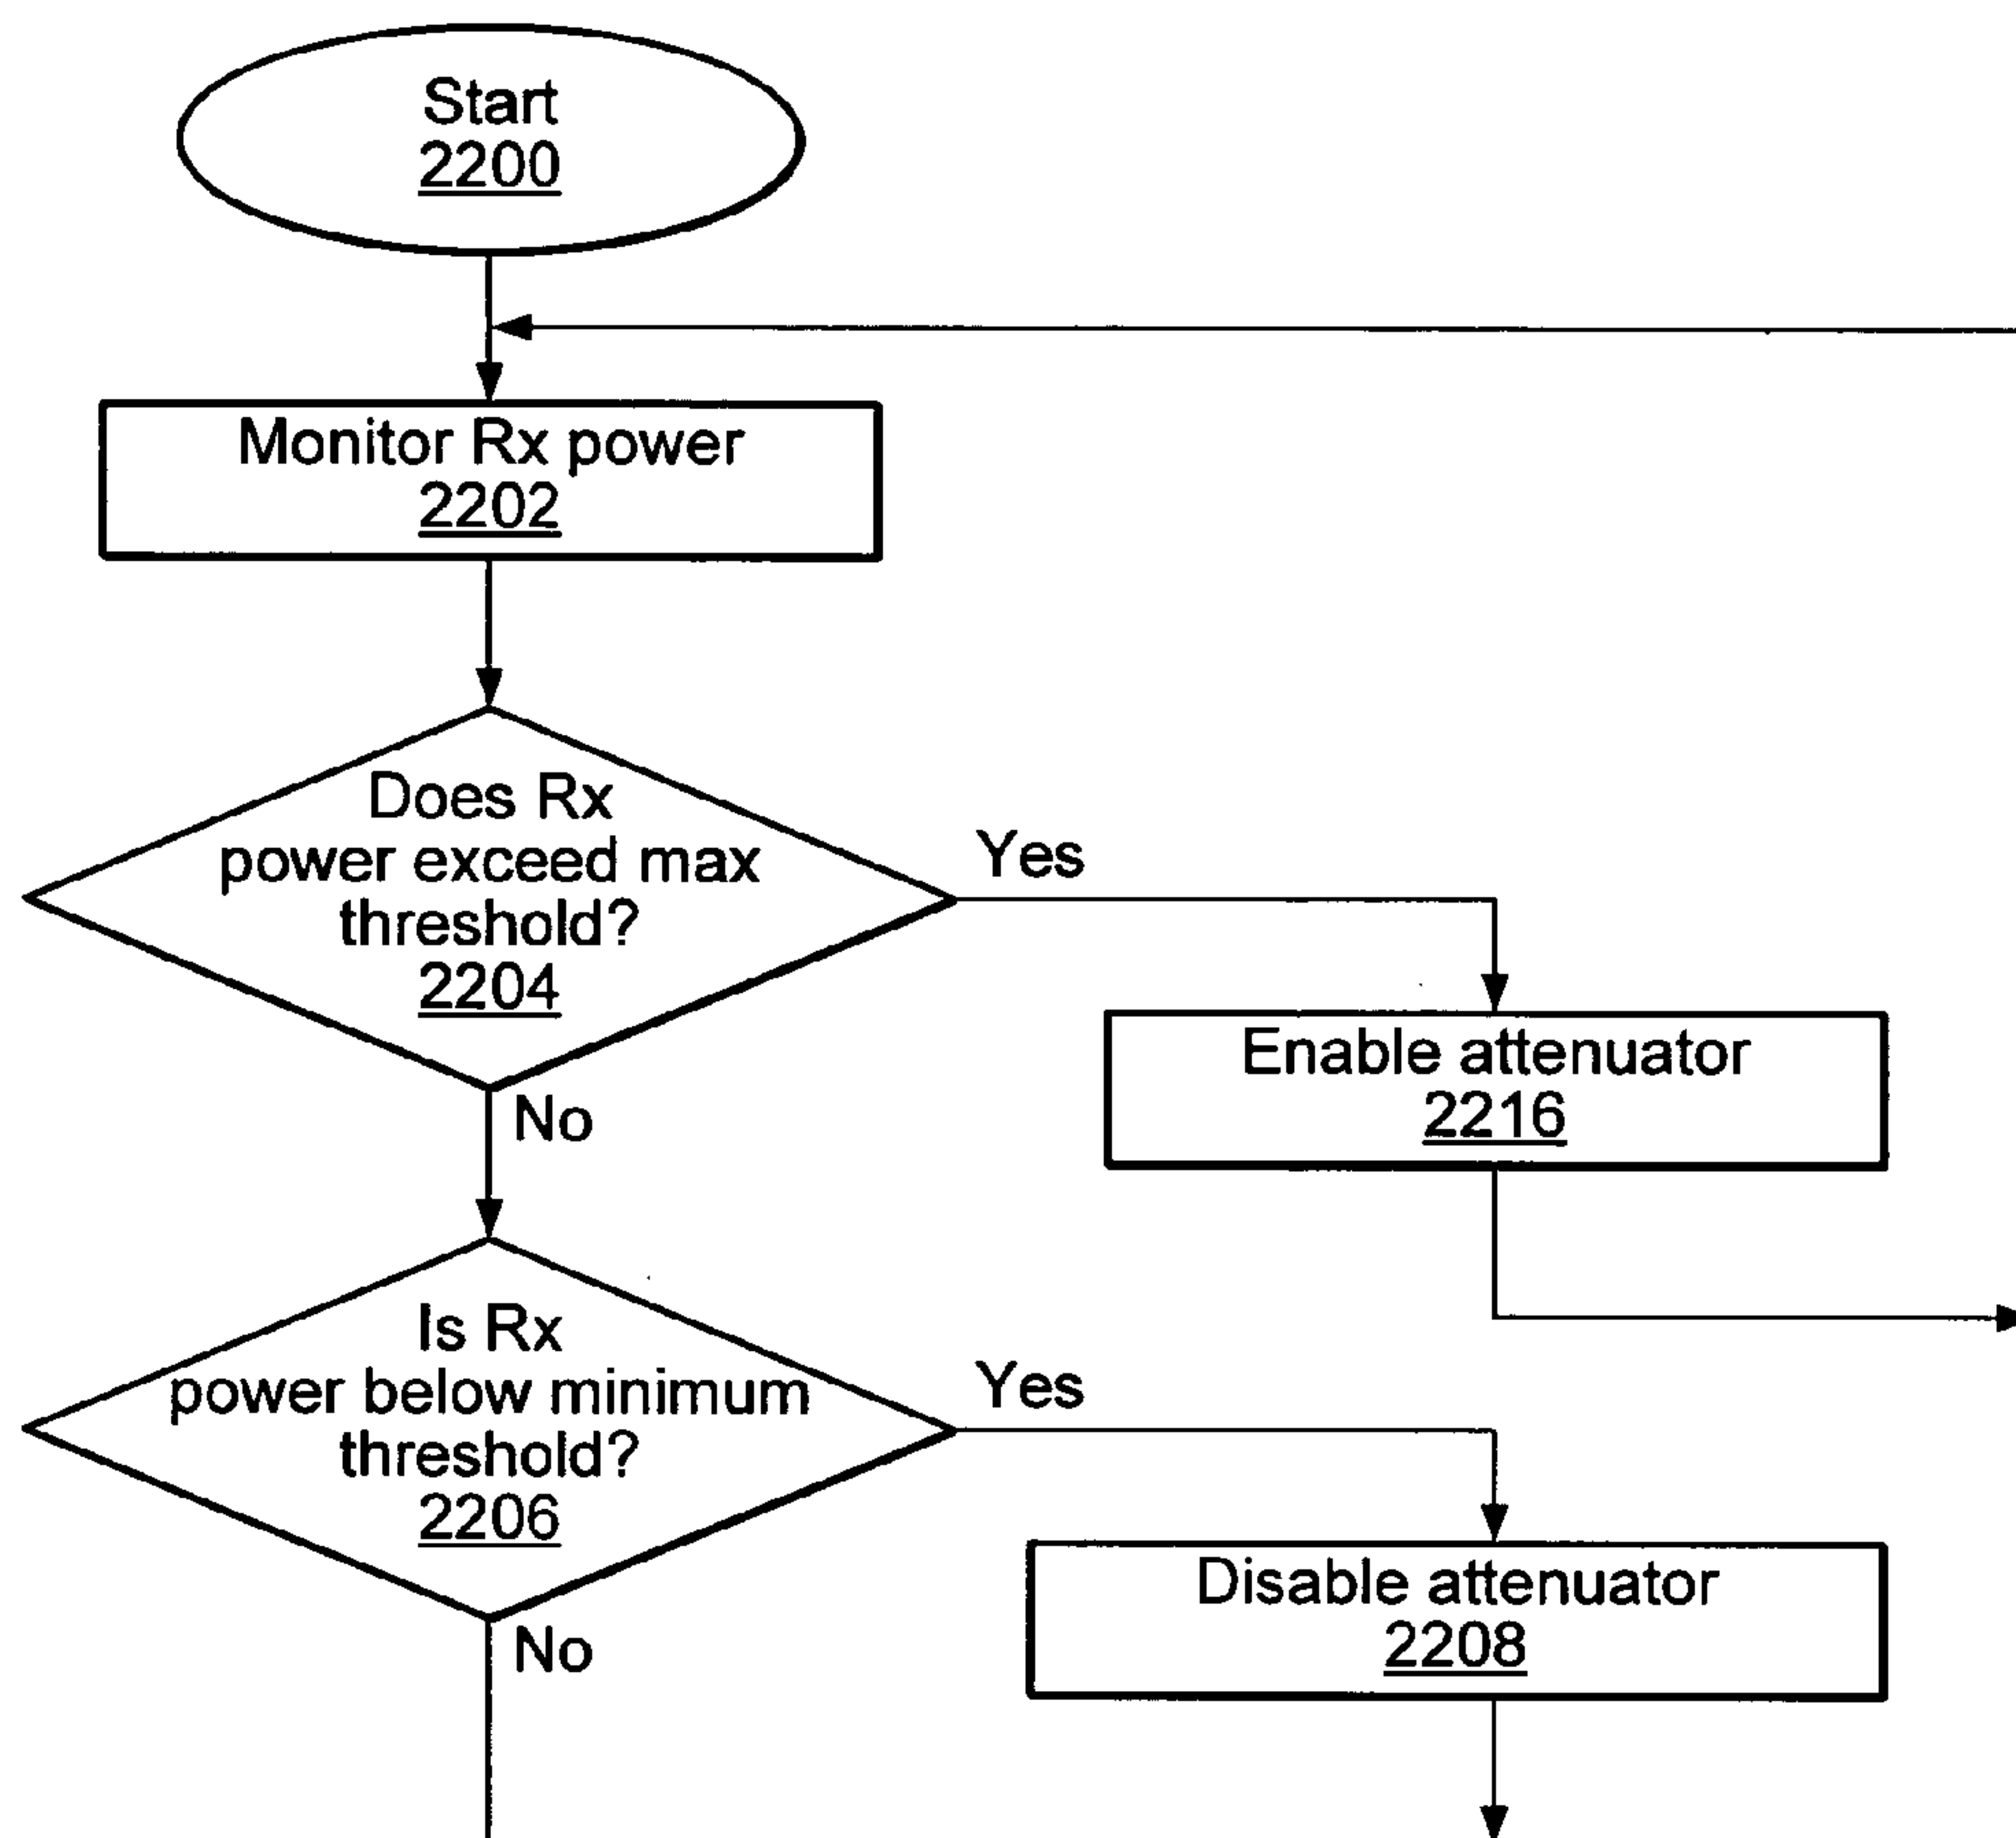 Start
2200
Monitor Rx power
2202
Does Rx
power exceed max
threshold?
2204
Yes
Enable attenuator
2216
No
Is Rx
power below minimum
threshold?
2206
Yes
Disable attenuator
2208
No